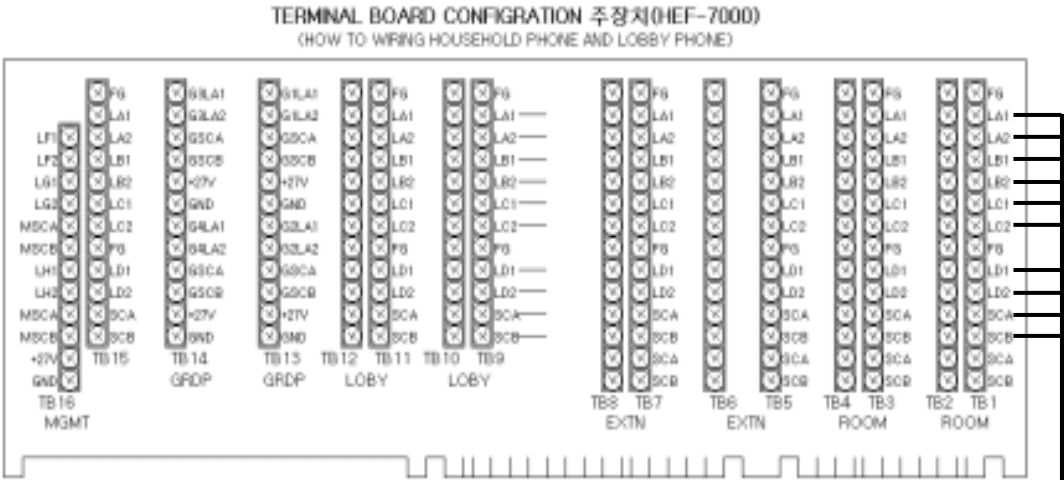 TERMINAL BOARD CONFIGRATION 주장치(HEF-7000)
(HOW TO WIRING HOUSEHOLD PHONE AND LOBBY PHONE)
FG G3LA1 G1LA1 FG FG FG FG FG FG
LA1 G3LA2 G1LA2 LA1 LA1 LA1 LA1 LA1 LA1
LF1 LA2 GSCA GSCA LA2 LA2 LA2 LA2 LA2 LA2
LF2 LB1 GSCB GSCB LB1 LB1 LB1 LB1 LB1 LB1
LG1 LB2 +27V +27V LB2 LB2 LB2 LB2 LB2 LB2
LG2 LC1 GND GND LC1 LC1 LC1 LC1 LC1 LC1
MSCA LC2 G4LA1 G2LA1 LC2 LC2 LC2 LC2 LC2 LC2
MSCB FG G4LA2 G2LA2 FG FG FG FG FG FG
LH1 LD1 GSCA GSCA LD1 LD1 LD1 LD1 LD1 LD1
LH2 LD2 GSCB GSCB LD2 LD2 LD2 LD2 LD2 LD2
MSCA SCA +27V +27V SCA SCA SCA SCA SCA SCA
MSCB SCB GND GND SCB SCB SCB SCB SCB SCB
+27V SCA SCA SCA SCA
GND SCB SCB SCB SCB
TB16 TB15 TB14 TB13 TB12 TB11 TB10 TB9 TB8 TB7 TB6 TB5 TB4 TB3 TB2 TB1
MGMT GRDP GRDP LOBY LOBY EXTN EXTN ROOM ROOM